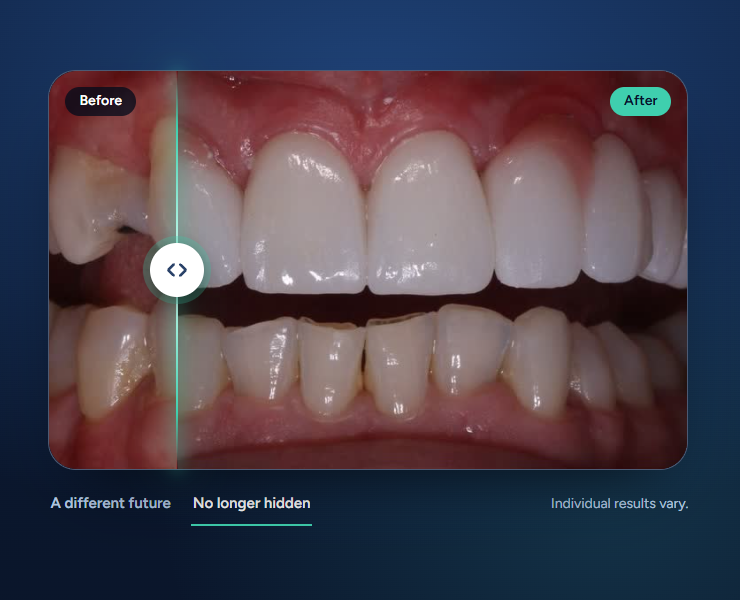 Before
After
A different future
No longer hidden
Individual results vary.